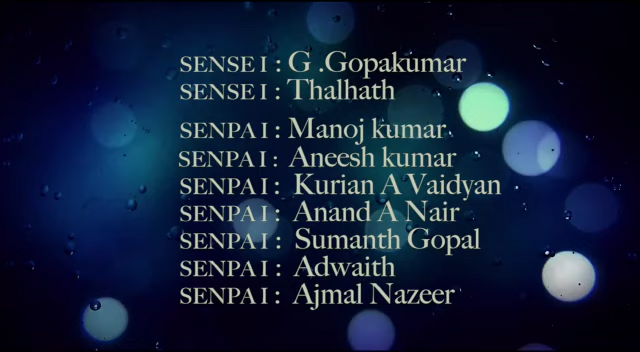 SENSE I : G .Gopakumar
SENSE I : Thalhath
SENPA I : Manoj kumar
SENPA I : Aneesh kumar
SENPA I : Kurian A Vaidyan
SENPA I : Anand A Nair
SENPA I : Sumanth Gopal
SENPA I : Adwaith
SENPA I : Ajmal Nazeer